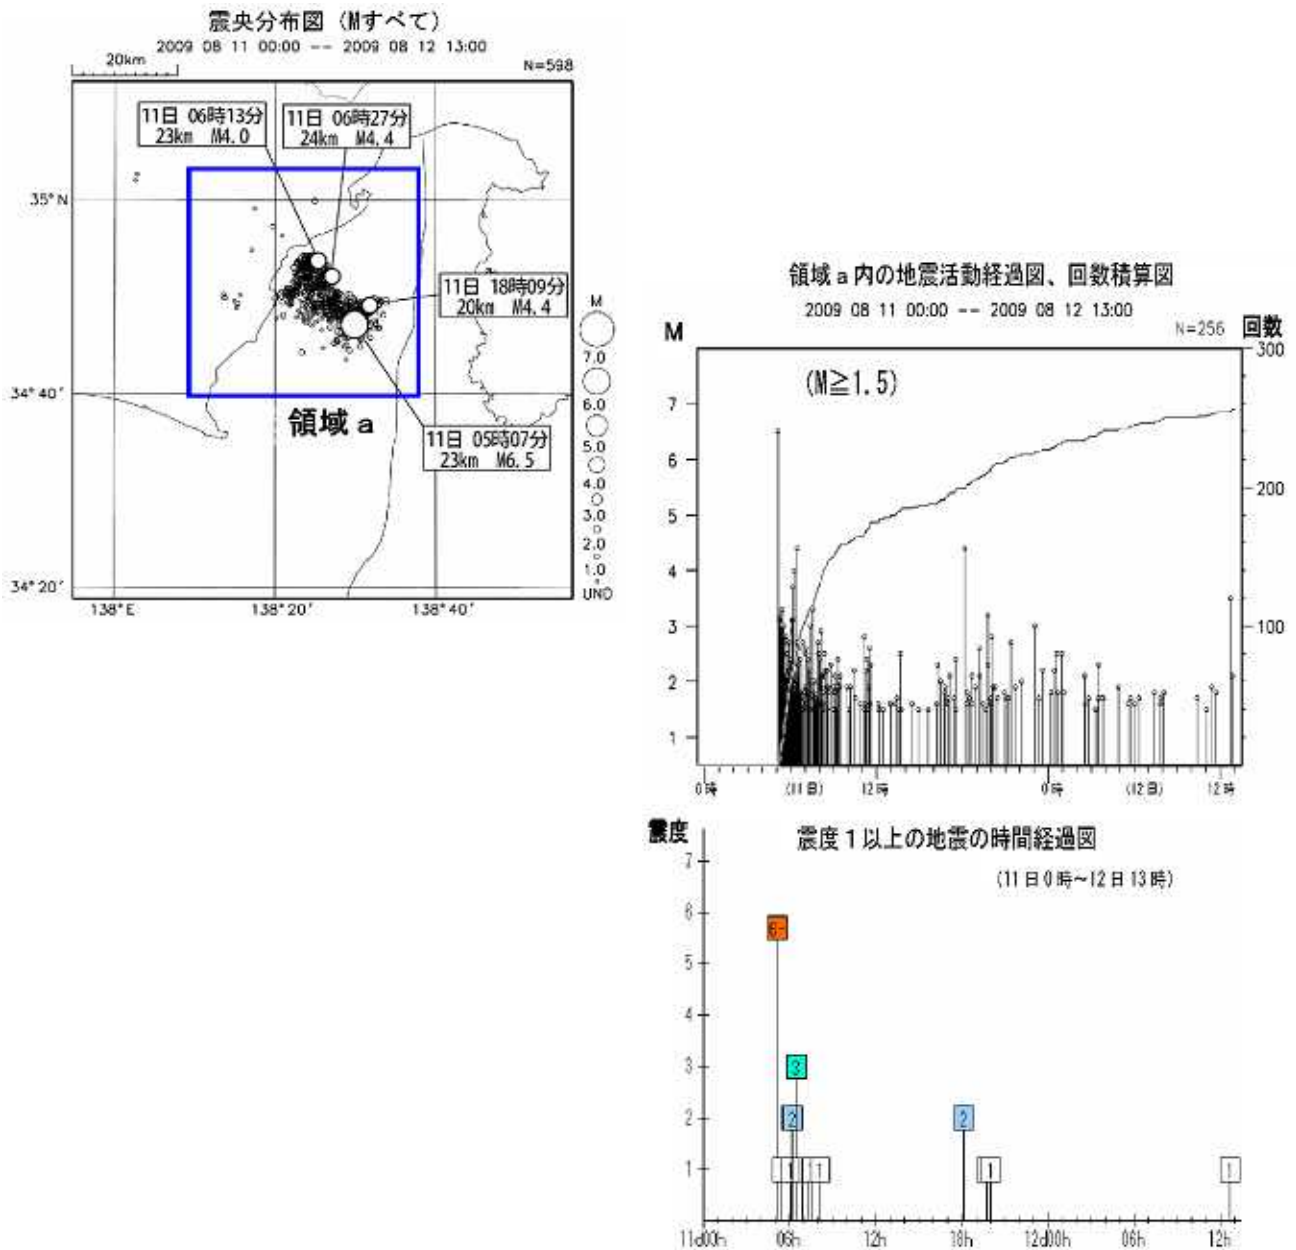 震央分布図 (Mすべて)
2009 08 11 00:00 -- 2009 08 12 13:00
20km
N=598
11日 06時13分
23km M4.0
11日 06時27分
24km M4.4
35°N
11日 18時09分
20km M4.4
M
7.0
6.0
5.0
4.0
3.0
2.0
1.0
UND
34°40′
領域 a
11日 05時07分
23km M6.5
34°20′
138°E
138°20′
138°40′
領域 a 内の地震活動経過図、回数積算図
2009 08 11 00:00 -- 2009 08 12 13:00
M
N=256
回数
300
(M≧1.5)
7
6
5
4
3
2
1
200
100
0時
(11日)
12時
0時
(12日)
12時
震度
震度 1 以上の地震の時間経過図
(11日0時～12日13時)
7
6
5
4
3
2
1
6-
3
2
2
1
1
1
1
11d00h
06h
12h
18h
12d00h
06h
12h